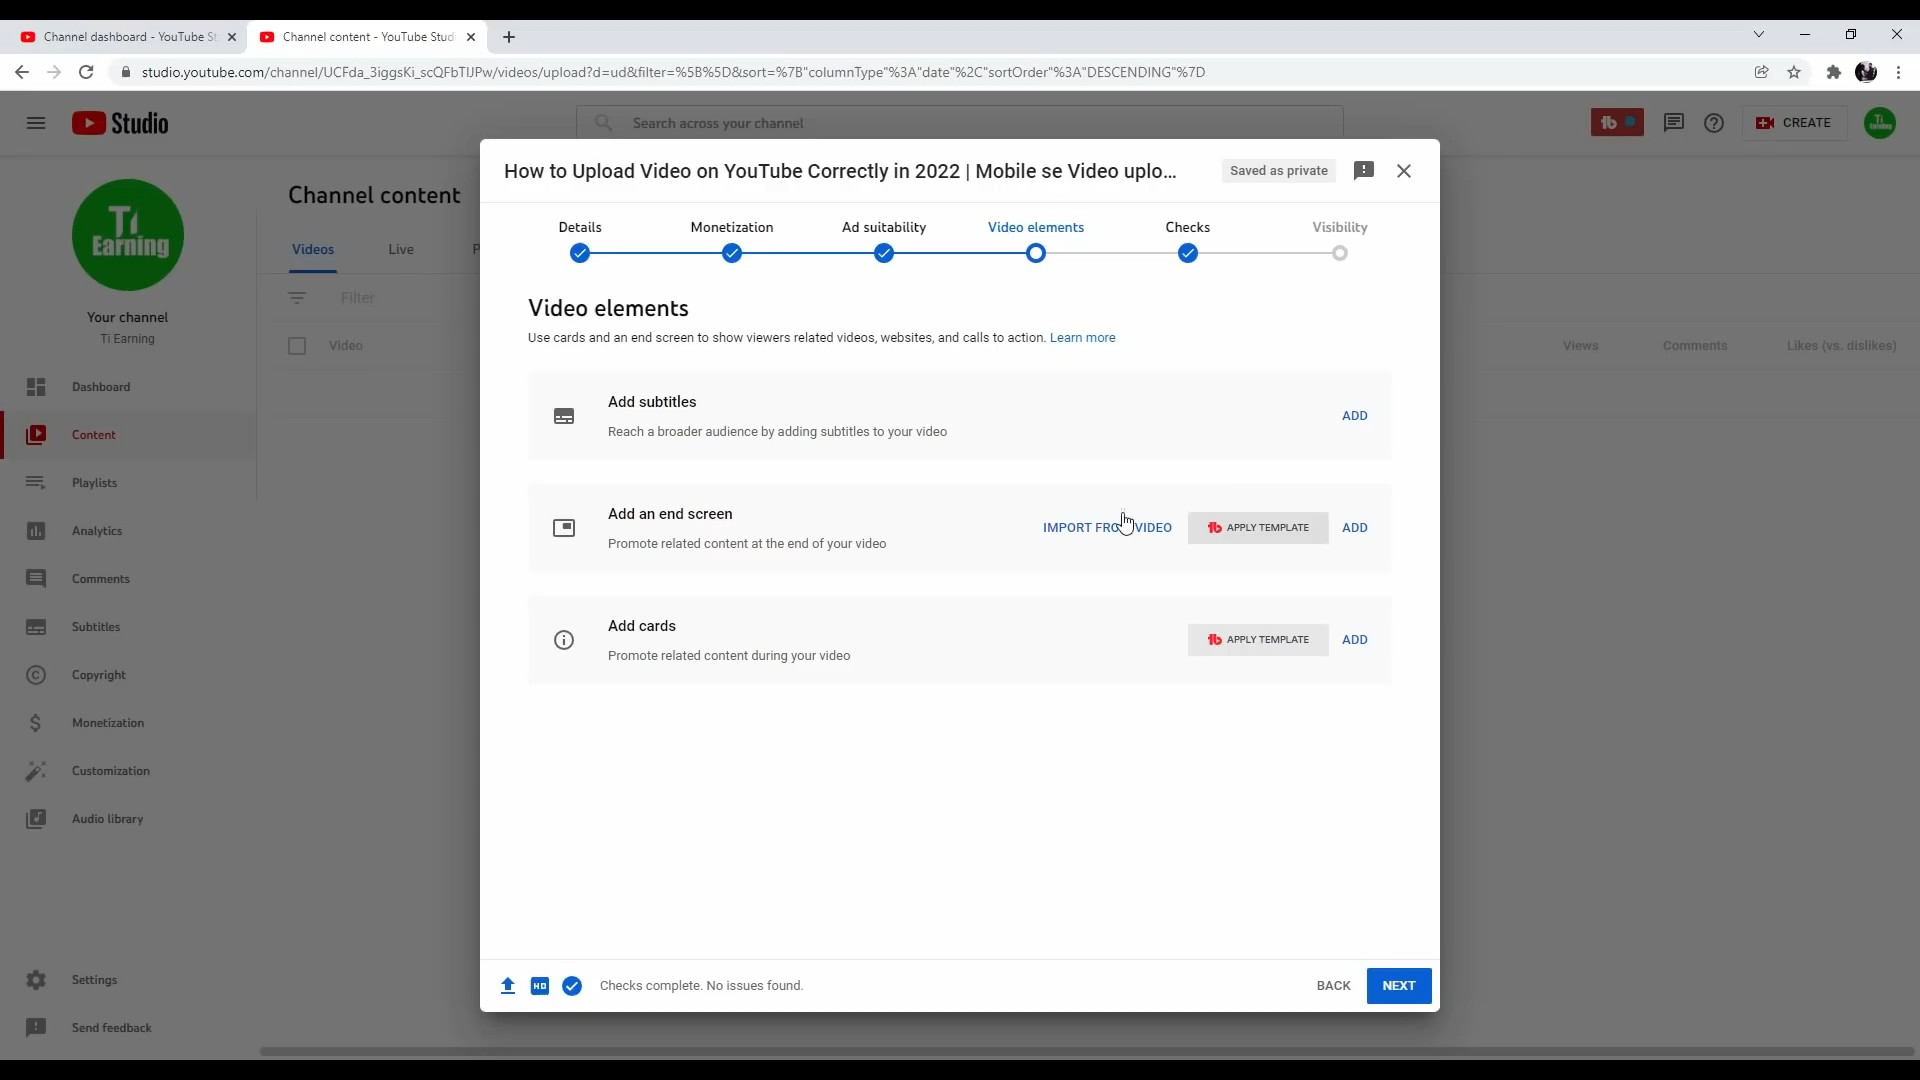 Channel dashboard - YouTube St
Channel content - YouTube Stud
studio.youtube.com/channel/UCFda_3iggsKi_scQFbTlJPw/videos/upload?d=ud&filter=%5B%5D&sort=%7B"columnType"%3A"date"%2C"sortOrder"%3A"DESCENDING"%7D
Studio
Search across your channel
CREATE
Ti
Earning
Your channel
Ti Earning
Dashboard
Content
Playlists
Analytics
Comments
Subtitles
Copyright
Monetization
Customization
Audio library
Settings
Send feedback
Channel content
Videos
Live
P
Filter
Video
Views
Comments
Likes (vs. dislikes)
How to Upload Video on YouTube Correctly in 2022 | Mobile se Video uplo...
Saved as private
Details
Monetization
Ad suitability
Video elements
Checks
Visibility
Video elements
Use cards and an end screen to show viewers related videos, websites, and calls to action. Learn more
Add subtitles
Reach a broader audience by adding subtitles to your video
ADD
Add an end screen
Promote related content at the end of your video
IMPORT FRO VIDEO
APPLY TEMPLATE
ADD
Add cards
Promote related content during your video
APPLY TEMPLATE
ADD
HD
Checks complete. No issues found.
BACK
NEXT